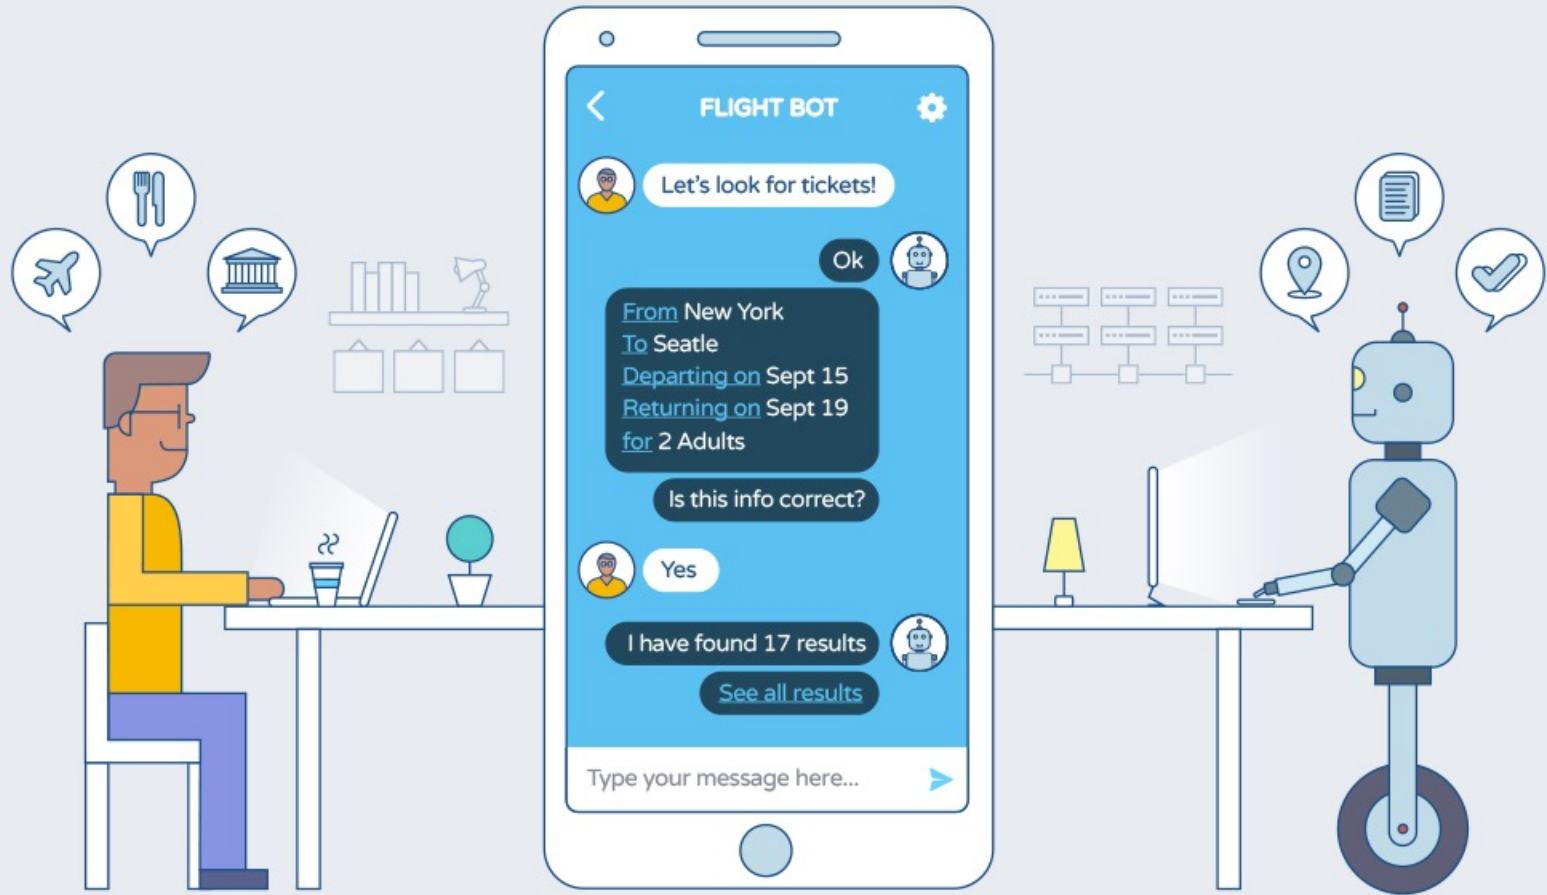 FLIGHT BOT
Let's look for tickets!
Ok
From New York
To Seatle
Departing on Sept 15
Returning on Sept 19
for 2 Adults
Is this info correct?
Yes
I have found 17 results
See all results
Type your message here...